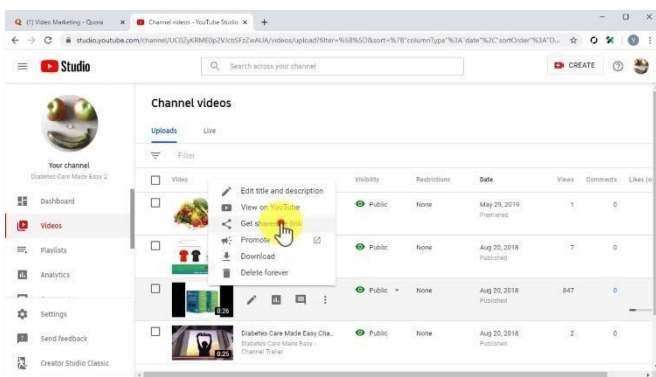 (1) Video Marketing - Quora
Channel videos - YouTube Studio
studio.youtube.com/channel/UC0ZyKRME0p2VJcbSFzZwAUA/videos/upload?filter=%5B%5D&sort=%7B"columnType"%3A"date"%2C"sortOrder"%3A"D...
Studio
Search across your channel
CREATE
Your channel
Diabetes Care Made Easy 2
Dashboard
Videos
Playlists
Analytics
Settings
Send feedback
Creator Studio Classic
Channel videos
Uploads Live
Filter
Video Visibility Restrictions Date Views Comments
Edit title and description
View on YouTube
Promote
Download
Delete forever
Public None May 29, 2019 1 0
Premiered
Public None Aug 20, 2018 7 0
Published
0:26 Public None Aug 20, 2018 847 0
Published
0:25 Diabetes Care Made Easy Cha... Public None Aug 20, 2018 2 0
Diabetes Care Made Easy - Published
Channel Trailer